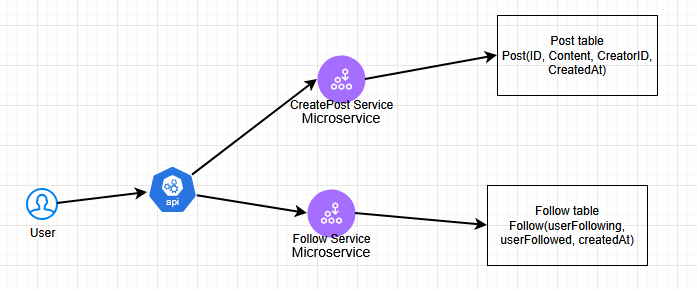 Post table
Post(ID, Content, CreatorID,
CreatedAt)
CreatePost Service
Microservice
api
User
Follow Service
Microservice
Follow table
Follow(userFollowing,
userFollowed, createdAt)